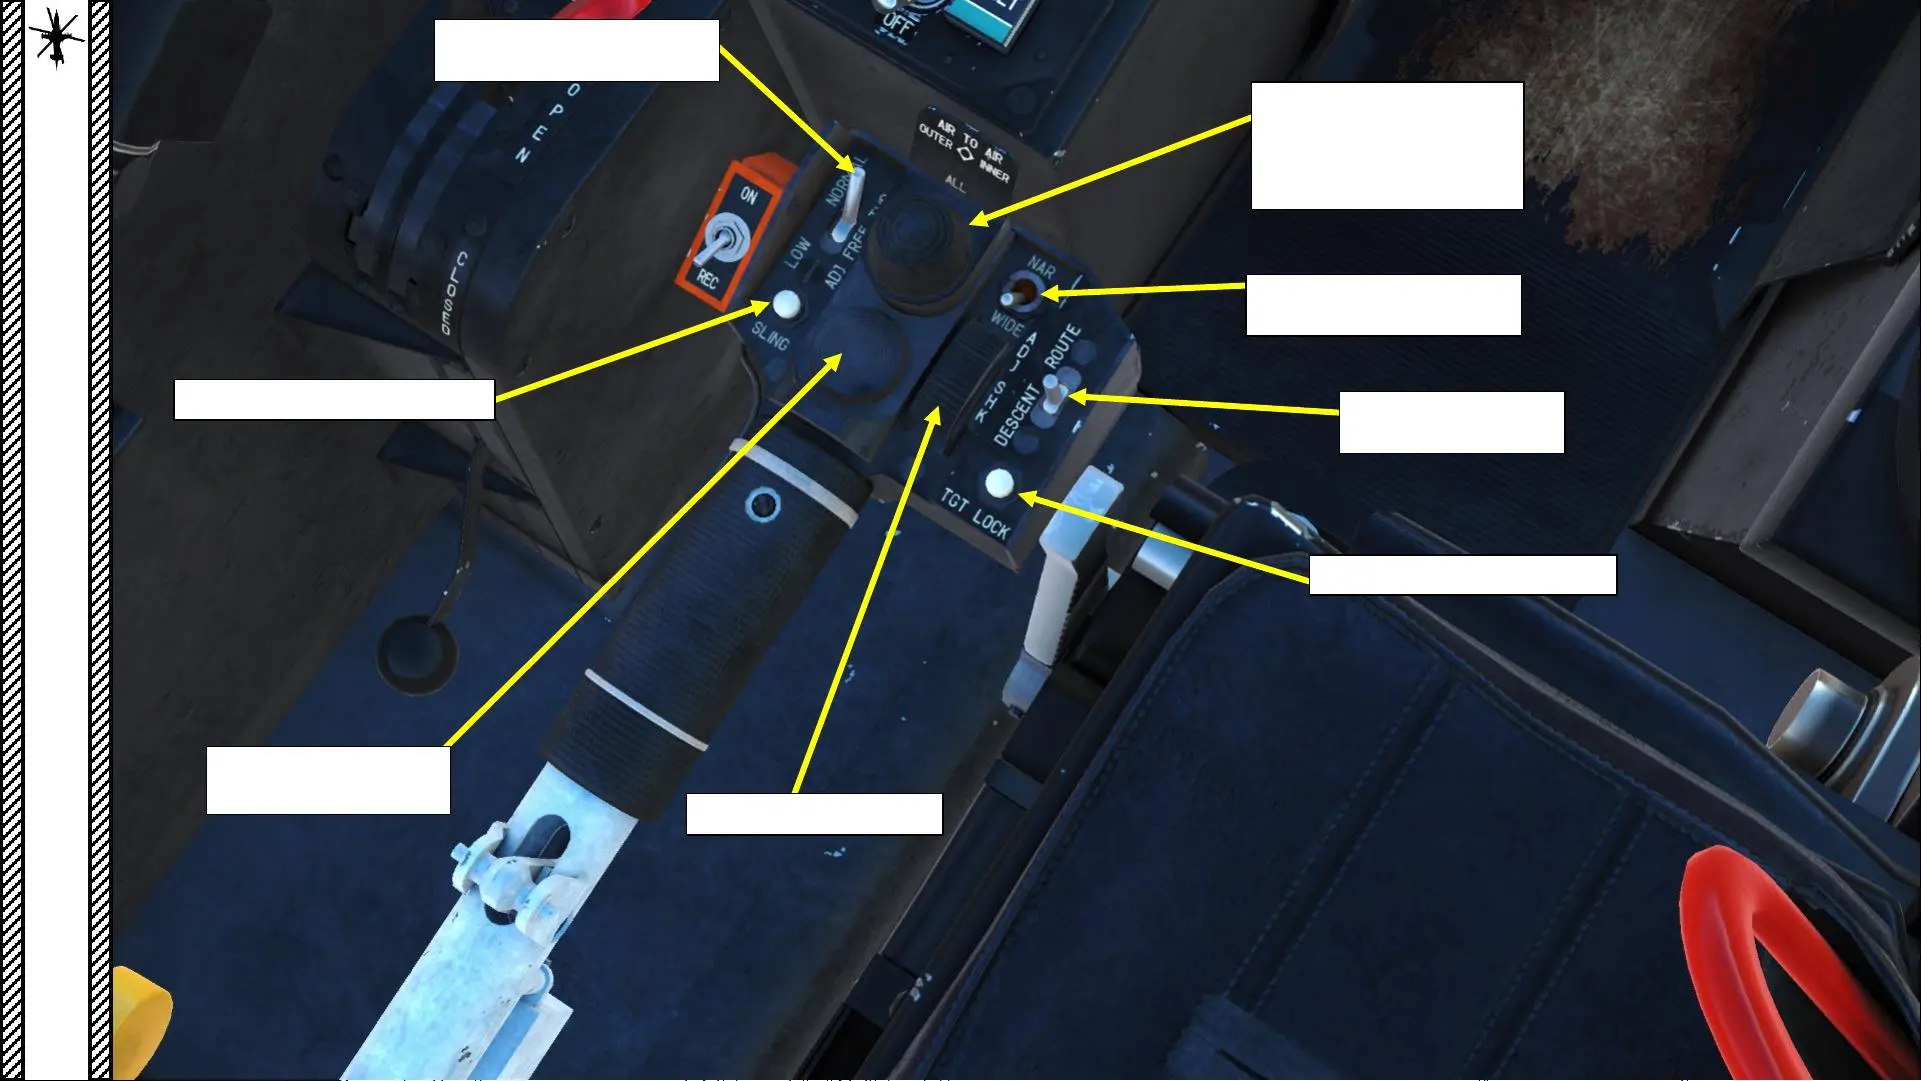 OFF
OPEN
CLOSED
AIR TO AIR
OUTER
INNER
ALL
ON
REC
LOW
ADJ FREE
SLING
NAR
WIDE
ADJ SHK
ROUTE
DESCENT
TGT LOCK